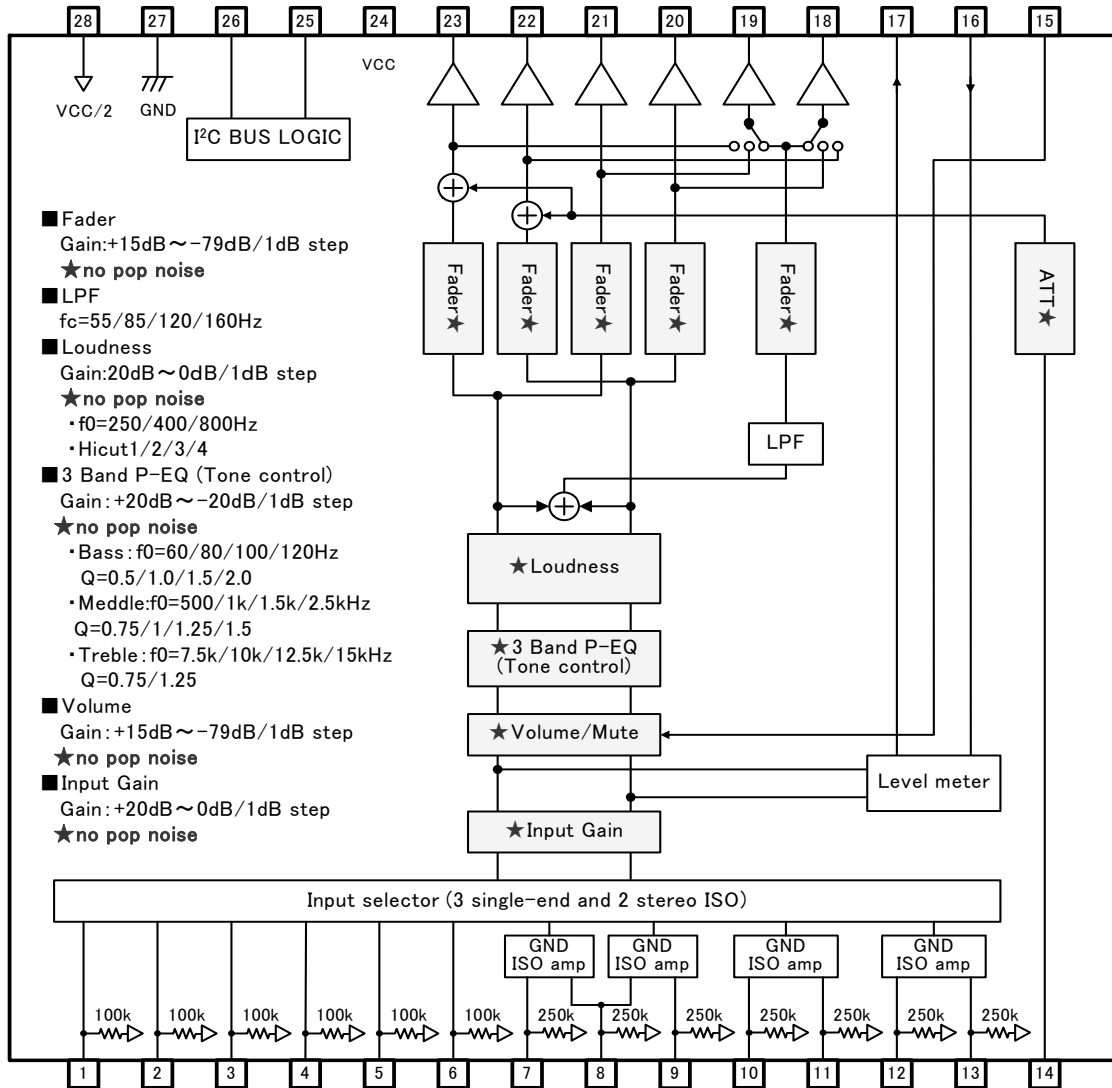 28 27 26 25 24 23 22 21 20 19 18 17 16 15
VCC
VCC/2
GND
I²C BUS LOGIC
■Fader
Gain:+15dB～-79dB/1dB step
★no pop noise
■LPF
fc=55/85/120/160Hz
■Loudness
Gain:20dB～0dB/1dB step
★no pop noise
・f0=250/400/800Hz
・Hicut1/2/3/4
■3 Band P-EQ (Tone control)
Gain:+20dB～-20dB/1dB step
★no pop noise
・Bass:f0=60/80/100/120Hz
Q=0.5/1.0/1.5/2.0
・Meddle:f0=500/1k/1.5k/2.5kHz
Q=0.75/1/1.25/1.5
・Treble:f0=7.5k/10k/12.5k/15kHz
Q=0.75/1.25
■Volume
Gain:+15dB～-79dB/1dB step
★no pop noise
■Input Gain
Gain:+20dB～0dB/1dB step
★no pop noise
Fader★
Fader★
Fader★
Fader★
Fader★
ATT★
LPF
★Loudness
★3 Band P-EQ
(Tone control)
★Volume/Mute
Level meter
★Input Gain
Input selector (3 single-end and 2 stereo ISO)
GND
ISO amp
GND
ISO amp
GND
ISO amp
GND
ISO amp
100k 100k 100k 100k 100k 100k 250k 250k 250k 250k 250k 250k 250k
1 2 3 4 5 6 7 8 9 10 11 12 13 14